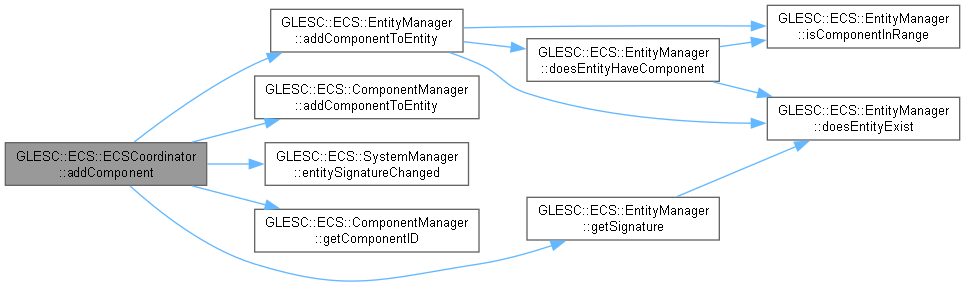 GLESC::ECS::ECSCoordinator
::addComponent
GLESC::ECS::EntityManager
::addComponentToEntity
GLESC::ECS::ComponentManager
::addComponentToEntity
GLESC::ECS::SystemManager
::entitySignatureChanged
GLESC::ECS::ComponentManager
::getComponentID
GLESC::ECS::EntityManager
::doesEntityHaveComponent
GLESC::ECS::EntityManager
::getSignature
GLESC::ECS::EntityManager
::isComponentInRange
GLESC::ECS::EntityManager
::doesEntityExist